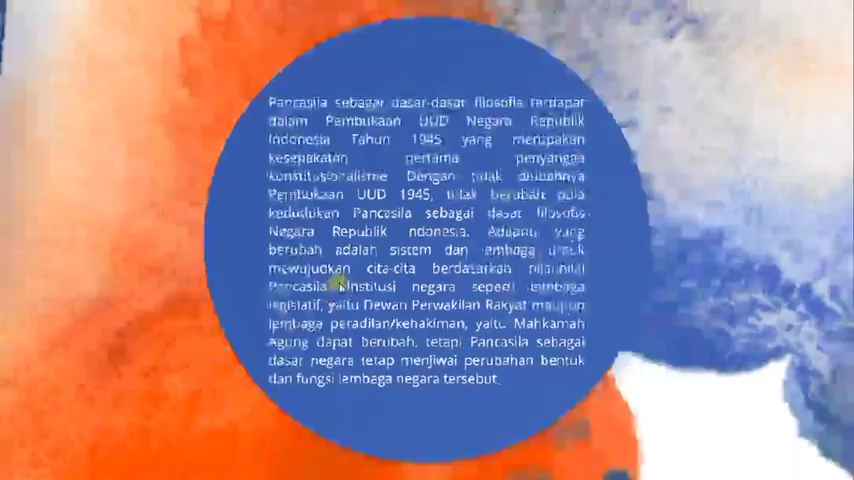 Pancasila sebagai dasar-dasar filosofis terdapat
dalam Pembukaan UUD Negara Republik
Indonesia Tahun 1945 yang merupakan
kesepakatan pertama penyangga
konstitusionalisme Dengan tidak diubahnya
Pembukaan UUD 1945, tidak berubah pula
kedudukan Pancasila sebagai dasar filosofis
Negara Republik Indonesia. Adapun yang
berubah adalah sistem dan lembaga untuk
mewujudkan cita-cita berdasarkan nilai-nilai
Pancasila. Institusi negara seperti lembaga
legislatif, yaitu Dewan Perwakilan Rakyat maupun
lembaga peradilan/kehakiman, yaitu Mahkamah
Agung dapat berubah, tetapi Pancasila sebagai
dasar negara tetap menjiwai perubahan bentuk
dan fungsi lembaga negara tersebut.